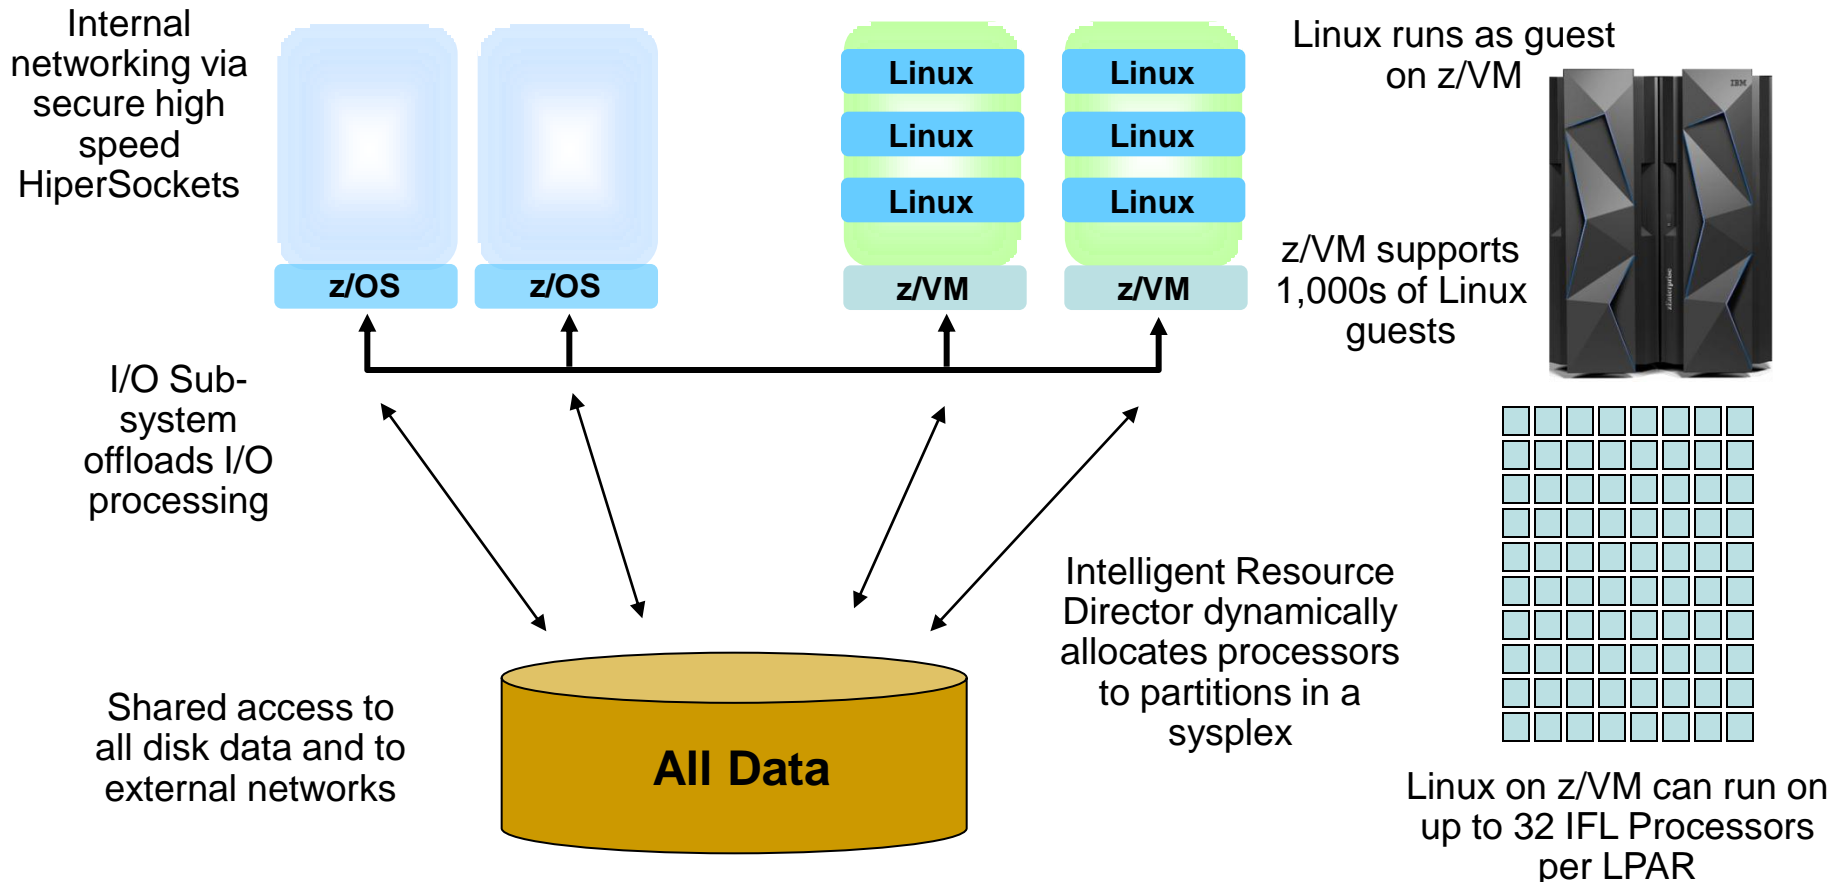 Internal
networking via
secure high
speed
HiperSockets
Linux
Linux
Linux
Linux
Linux
Linux
z/OS
z/OS
z/VM
z/VM
Linux runs as guest
on z/VM
IBM
zEnterprise
z/VM supports
1,000s of Linux
guests
I/O Sub-
system
offloads I/O
processing
Intelligent Resource
Director dynamically
allocates processors
to partitions in a
sysplex
Shared access to
all disk data and to
external networks
All Data
Linux on z/VM can run on
up to 32 IFL Processors
per LPAR